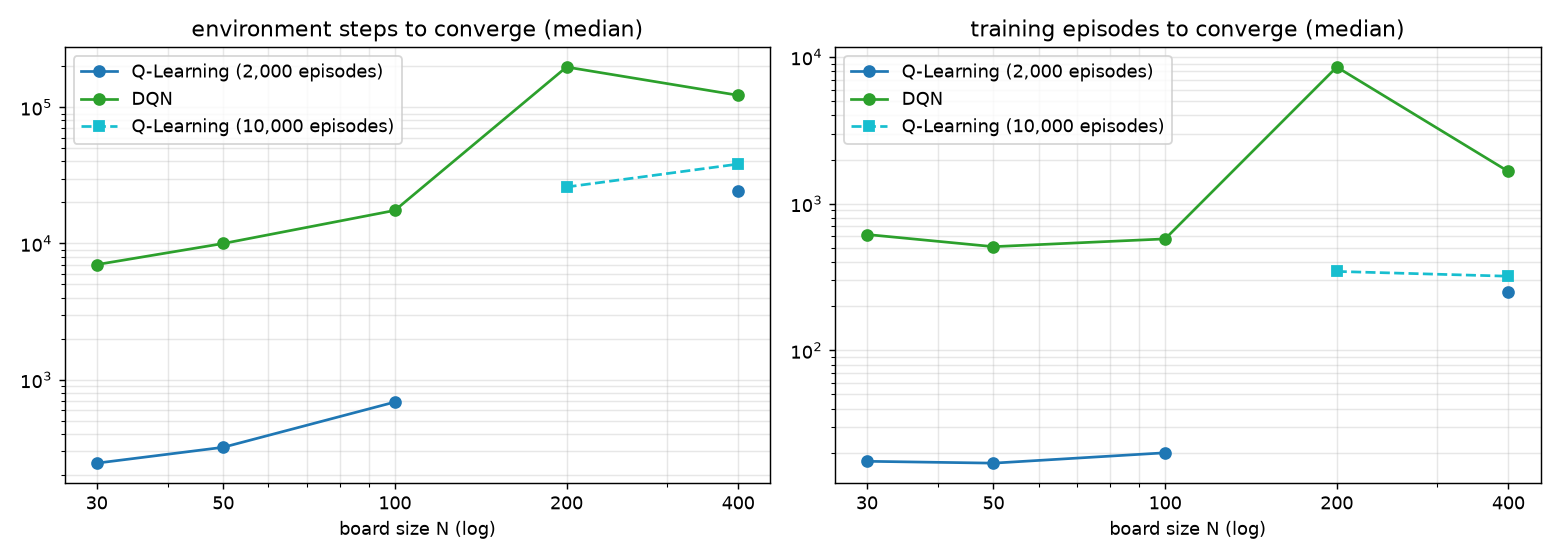 environment steps to converge (median)
Q-Learning (2,000 episodes)
DQN
Q-Learning (10,000 episodes)
10^5
10^4
10^3
30 50 100 200 400
board size N (log)
training episodes to converge (median)
Q-Learning (2,000 episodes)
DQN
Q-Learning (10,000 episodes)
10^4
10^3
10^2
30 50 100 200 400
board size N (log)